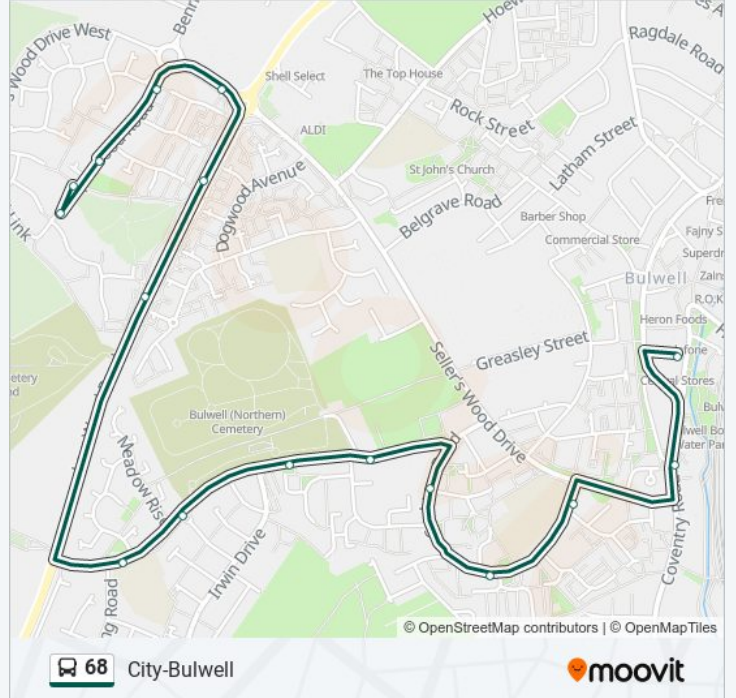 Wood Drive West
Ragdale Road
Shell Select
The Top House
Rock Street
ALDI
Latham Street
St John's Church
Dogwood Avenue
Belgrave Road
Barber Shop
Link
Commercial Store
Bulwell
Heron Foods
Greasley Street
Seller's Wood Drive
Bulwell (Northern)
Cemetery
Meadow Rise
Irwin Drive
Coventry Road
© OpenStreetMap contributors | © OpenMapTiles
68 City-Bulwell
moovit